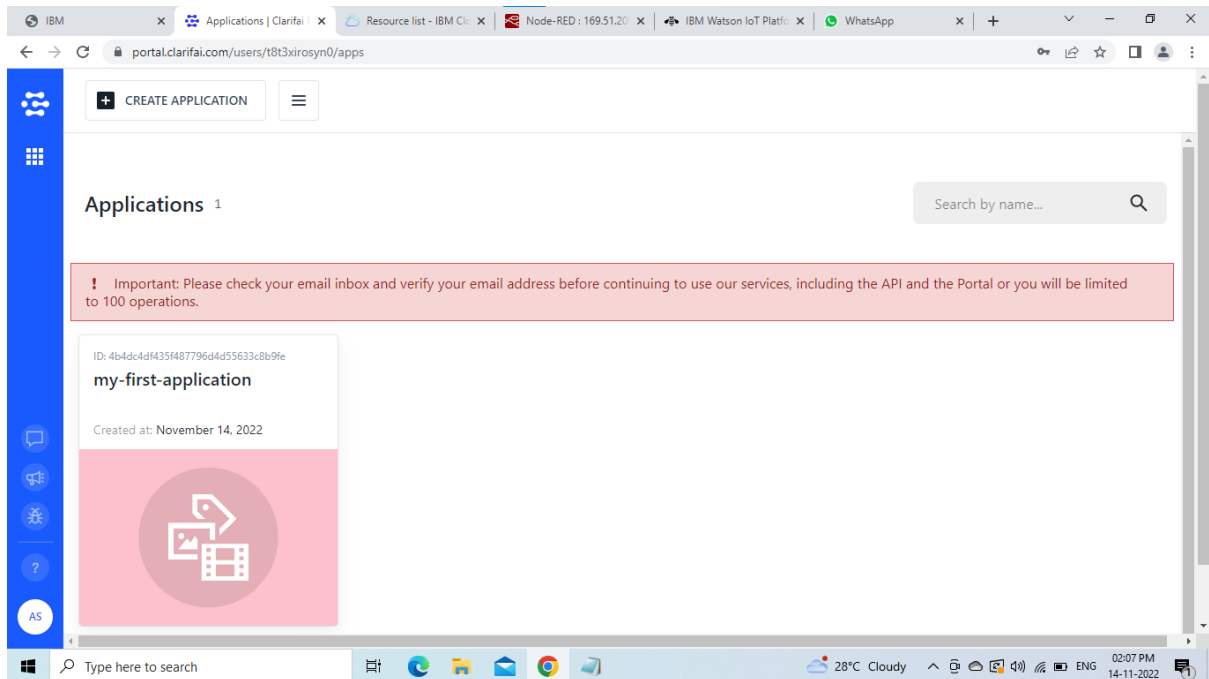 IBM
Applications | Clarifai
Resource list - IBM Clo
Node-RED : 169.51.20
IBM Watson IoT Platfo
WhatsApp
portal.clarifai.com/users/t8t3xirosyn0/apps
CREATE APPLICATION
Applications 1
Search by name...
! Important: Please check your email inbox and verify your email address before continuing to use our services, including the API and the Portal or you will be limited
to 100 operations.
ID: 4b4dc4df435f487796d4d55633c8b9fe
my-first-application
Created at: November 14, 2022
?
AS
Type here to search
28°C Cloudy
ENG
02:07 PM
14-11-2022
1